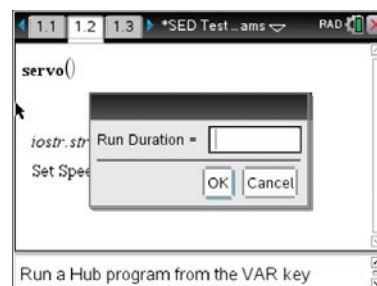 1.1 1.2 1.3 *SED Test...ams RAD
servo()
Run Duration =
iostr.str
Set Spee
OK Cancel
Run a Hub program from the VAR key